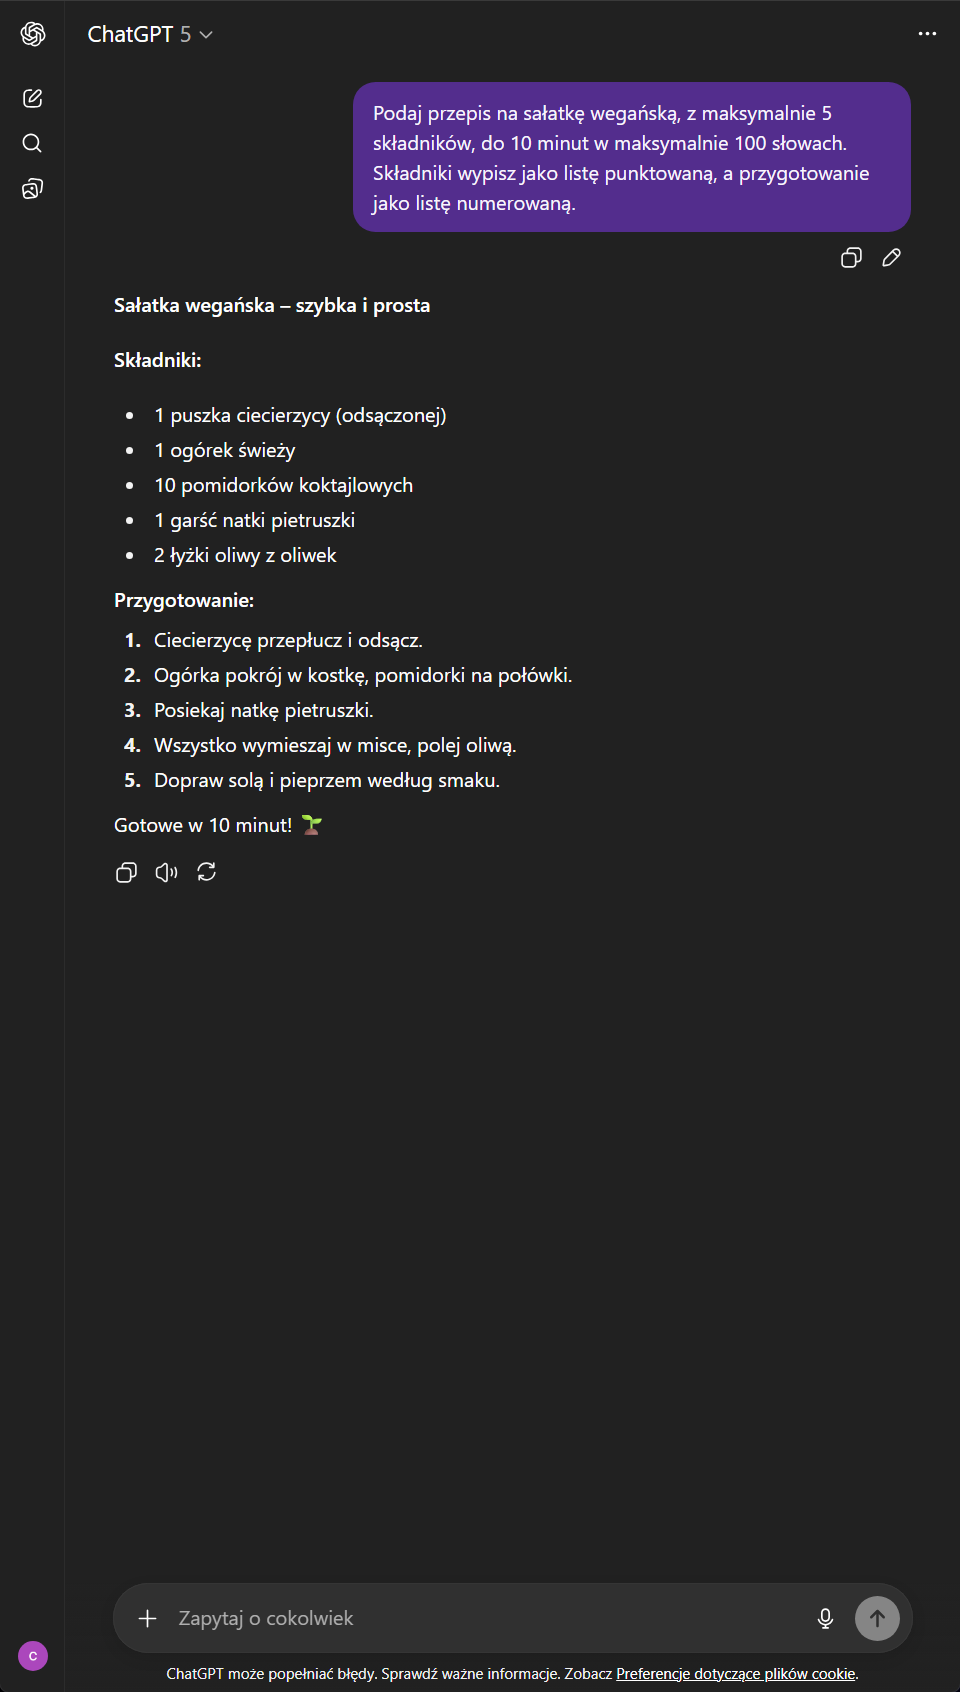 ChatGPT 5
Podaj przepis na sałatkę wegańską, z maksymalnie 5
składników, do 10 minut w maksymalnie 100 słowach.
Składniki wypisz jako listę punktowaną, a przygotowanie
jako listę numerowaną.
Sałatka wegańska – szybka i prosta
Składniki:
• 1 puszka ciecierzycy (odsączonej)
• 1 ogórek świeży
• 10 pomidorków koktajlowych
• 1 garść natki pietruszki
• 2 łyżki oliwy z oliwek
Przygotowanie:
1. Ciecierzycę przepłucz i odsącz.
2. Ogórka pokrój w kostkę, pomidorki na połówki.
3. Posiekaj natkę pietruszki.
4. Wszystko wymieszaj w misce, polej oliwą.
5. Dopraw solą i pieprzem według smaku.
Gotowe w 10 minut! 🌱
Zapytaj o cokolwiek
C
ChatGPT może popełniać błędy. Sprawdź ważne informacje. Zobacz Preferencje dotyczące plików cookie.